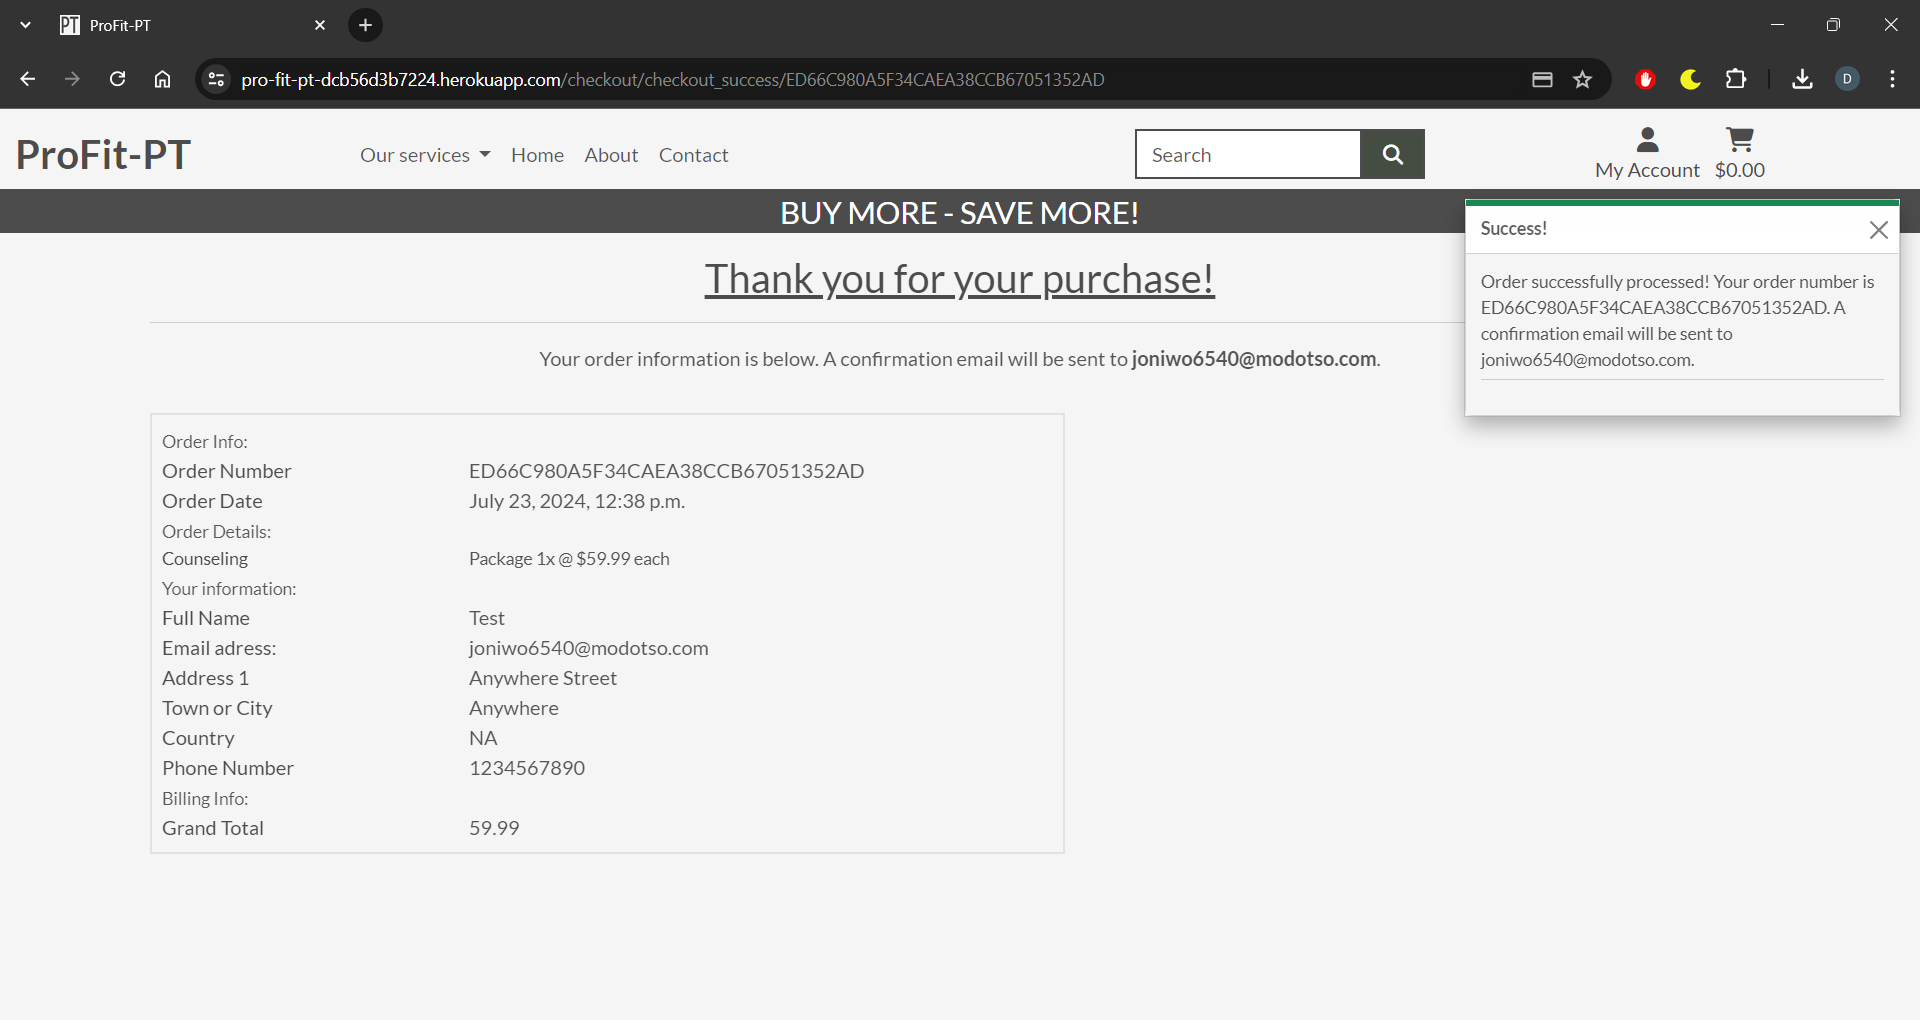 PT ProFit-PT
pro-fit-pt-dcb56d3b7224.herokuapp.com/checkout/checkout_success/ED66C980A5F34CAEA38CCB67051352AD
D
ProFit-PT
Our services Home About Contact
Search
My Account $0.00
BUY MORE - SAVE MORE!
Success!
Order successfully processed! Your order number is
ED66C980A5F34CAEA38CCB67051352AD. A
confirmation email will be sent to
joniwo6540@modotso.com.
Thank you for your purchase!
Your order information is below. A confirmation email will be sent to joniwo6540@modotso.com.
Order Info:
Order Number ED66C980A5F34CAEA38CCB67051352AD
Order Date July 23, 2024, 12:38 p.m.
Order Details:
Counseling Package 1x @ $59.99 each
Your information:
Full Name Test
Email adress: joniwo6540@modotso.com
Address 1 Anywhere Street
Town or City Anywhere
Country NA
Phone Number 1234567890
Billing Info:
Grand Total 59.99